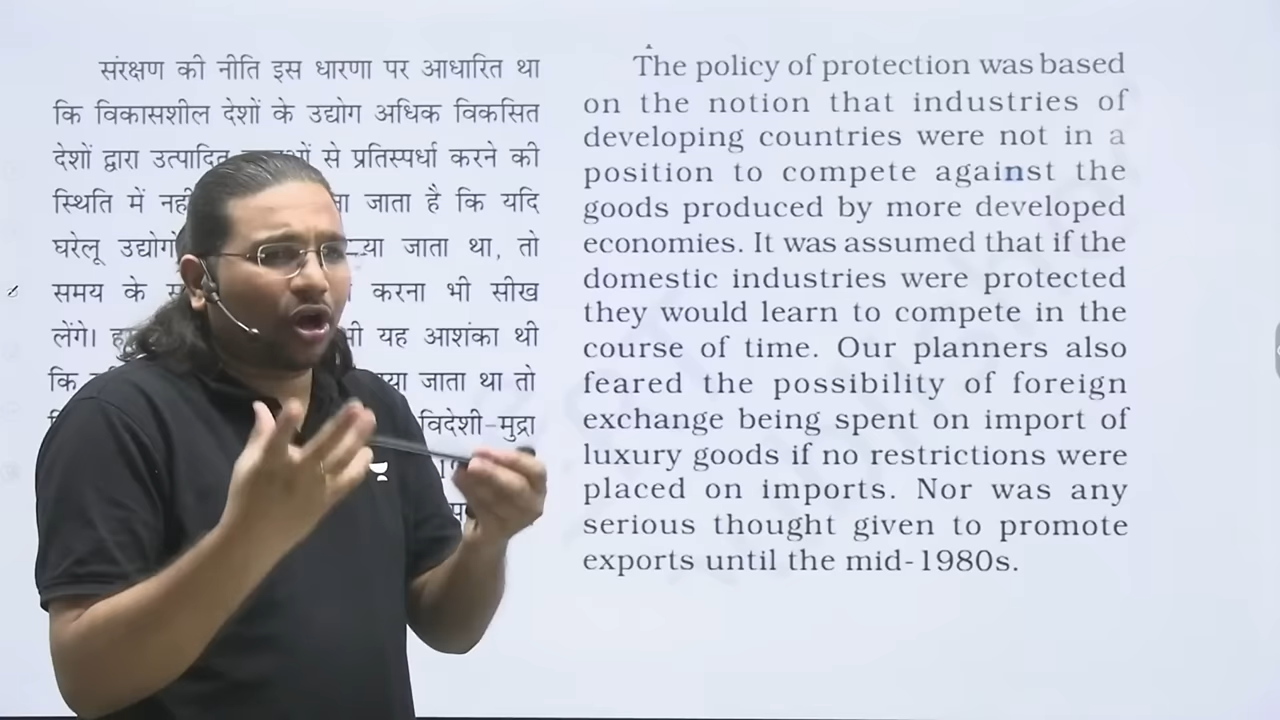 संरक्षण की नीति इस धारणा पर आधारित था
कि विकासशील देशों के उद्योग अधिक विकसित
देशों द्वारा उत्पादित से प्रतिस्पर्धा करने की
स्थिति में जाता है कि यदि
घरेलू जाता था, तो
समय के करना भी सीख
लेंगे। यह आशंका थी
कि जाता था तो
विदेशी-मुद्रा
The policy of protection was based
on the notion that industries of
developing countries were not in a
position to compete against the
goods produced by more developed
economies. It was assumed that if the
domestic industries were protected
they would learn to compete in the
course of time. Our planners also
feared the possibility of foreign
exchange being spent on import of
luxury goods if no restrictions were
placed on imports. Nor was any
serious thought given to promote
exports until the mid-1980s.